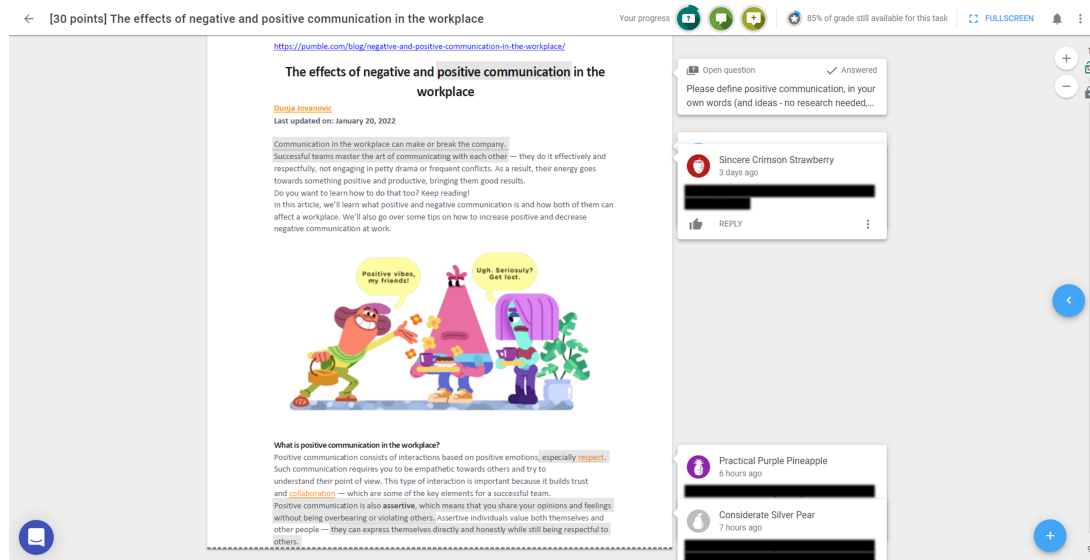 [30 points] The effects of negative and positive communication in the workplace
Your progress
85% of grade still available for this task
FULLSCREEN
https://pumble.com/blog/negative-and-positive-communication-in-the-workplace/
The effects of negative and positive communication in the
workplace
Dunja Jovanovic
Last updated on: January 20, 2022
Communication in the workplace can make or break the company.
Successful teams master the art of communicating with each other — they do it effectively and
respectfully, not engaging in petty drama or frequent conflicts. As a result, their energy goes
towards something positive and productive, bringing them good results.
Do you want to learn how to do that too? Keep reading!
In this article, we'll learn what positive and negative communication is and how both of them can
affect a workplace. We'll also go over some tips on how to increase positive and decrease
negative communication at work.
Positive vibes,
my friends!
Ugh. Seriosuly?
Get lost.
What is positive communication in the workplace?
Positive communication consists of interactions based on positive emotions, especially respect.
Such communication requires you to be empathetic towards others and try to
understand their point of view. This type of interaction is important because it builds trust
and collaboration — which are some of the key elements for a successful team.
Positive communication is also assertive, which means that you share your opinions and feelings
without being overbearing or violating others. Assertive individuals value both themselves and
other people — they can express themselves directly and honestly while still being respectful to
others.
Open question
Answered
Please define positive communication, in your
own words (and ideas - no research needed,...
Sincere Crimson Strawberry
3 days ago
REPLY
Practical Purple Pineapple
6 hours ago
Considerate Silver Pear
7 hours ago